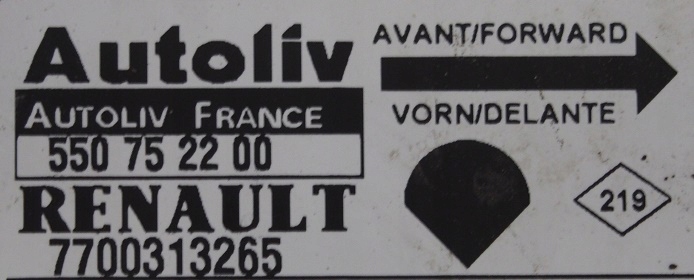 Autoliv
AUTOLIV FRANCE
550 75 22 00
RENAULT
7700313265
AVANT/FORWARD
VORN/DELANTE
219